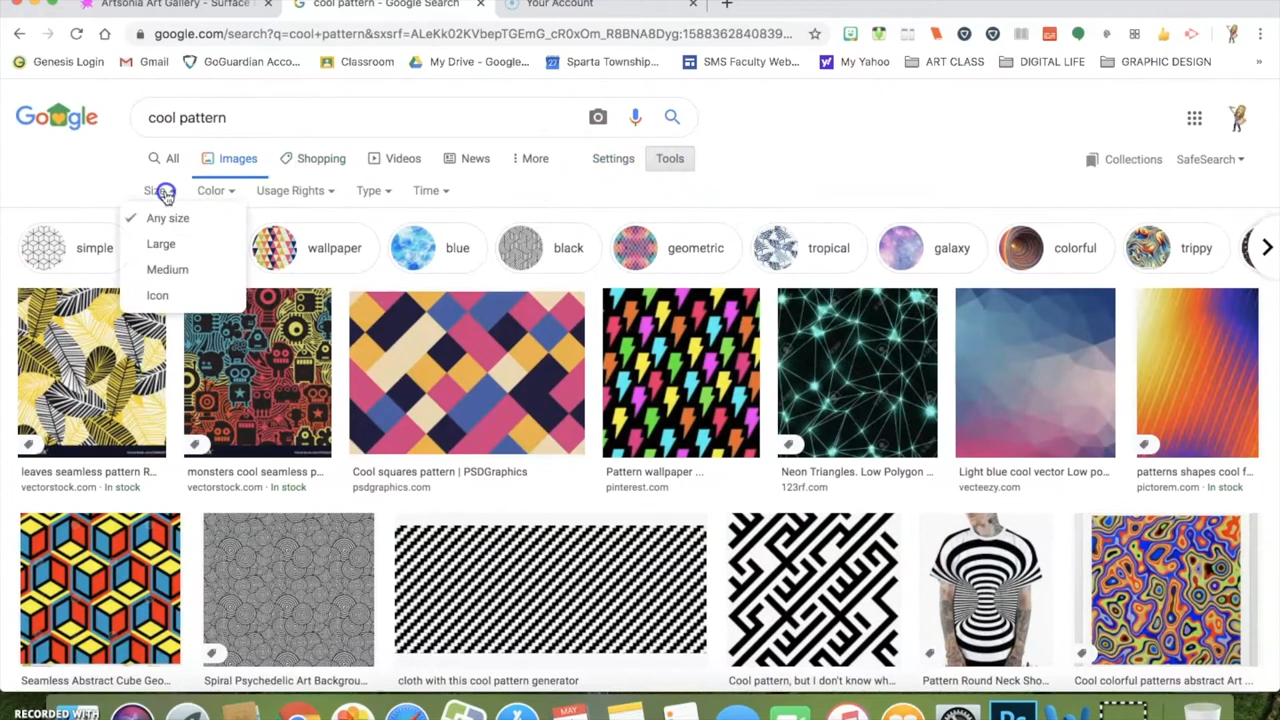 Artsonia Art Gallery - Surface
cool pattern - Google Search
Your Account
google.com/search?q=cool+pattern&sxsrf=ALeKk02KVbepTGEmG_cR0xOm_R8BNA8Dyg:1588362840839...
Genesis Login
Gmail
GoGuardian Acco...
Classroom
My Drive - Google...
Sparta Township...
SMS Faculty Web...
My Yahoo
ART CLASS
DIGITAL LIFE
GRAPHIC DESIGN
»
Google
cool pattern
All
Images
Shopping
Videos
News
More
Settings
Tools
Collections
SafeSearch
Size
Color
Usage Rights
Type
Time
Any size
Large
Medium
Icon
simple
wallpaper
blue
black
geometric
tropical
galaxy
colorful
trippy
leaves seamless pattern R...
vectorstock.com · In stock
monsters cool seamless p...
vectorstock.com · In stock
Cool squares pattern | PSDGraphics
psdgraphics.com
Pattern wallpaper ...
pinterest.com
Neon Triangles. Low Polygon ...
123rf.com
Light blue cool vector Low po...
vecteezy.com
patterns shapes cool f...
pictorem.com · In stock
Seamless Abstract Cube Geo...
Spiral Psychedelic Art Backgrou...
cloth with this cool pattern generator
Cool pattern, but I don't know wh...
Pattern Round Neck Sho...
Cool colorful patterns abstract Art ...
RECORDED WITH
MAY
Ps